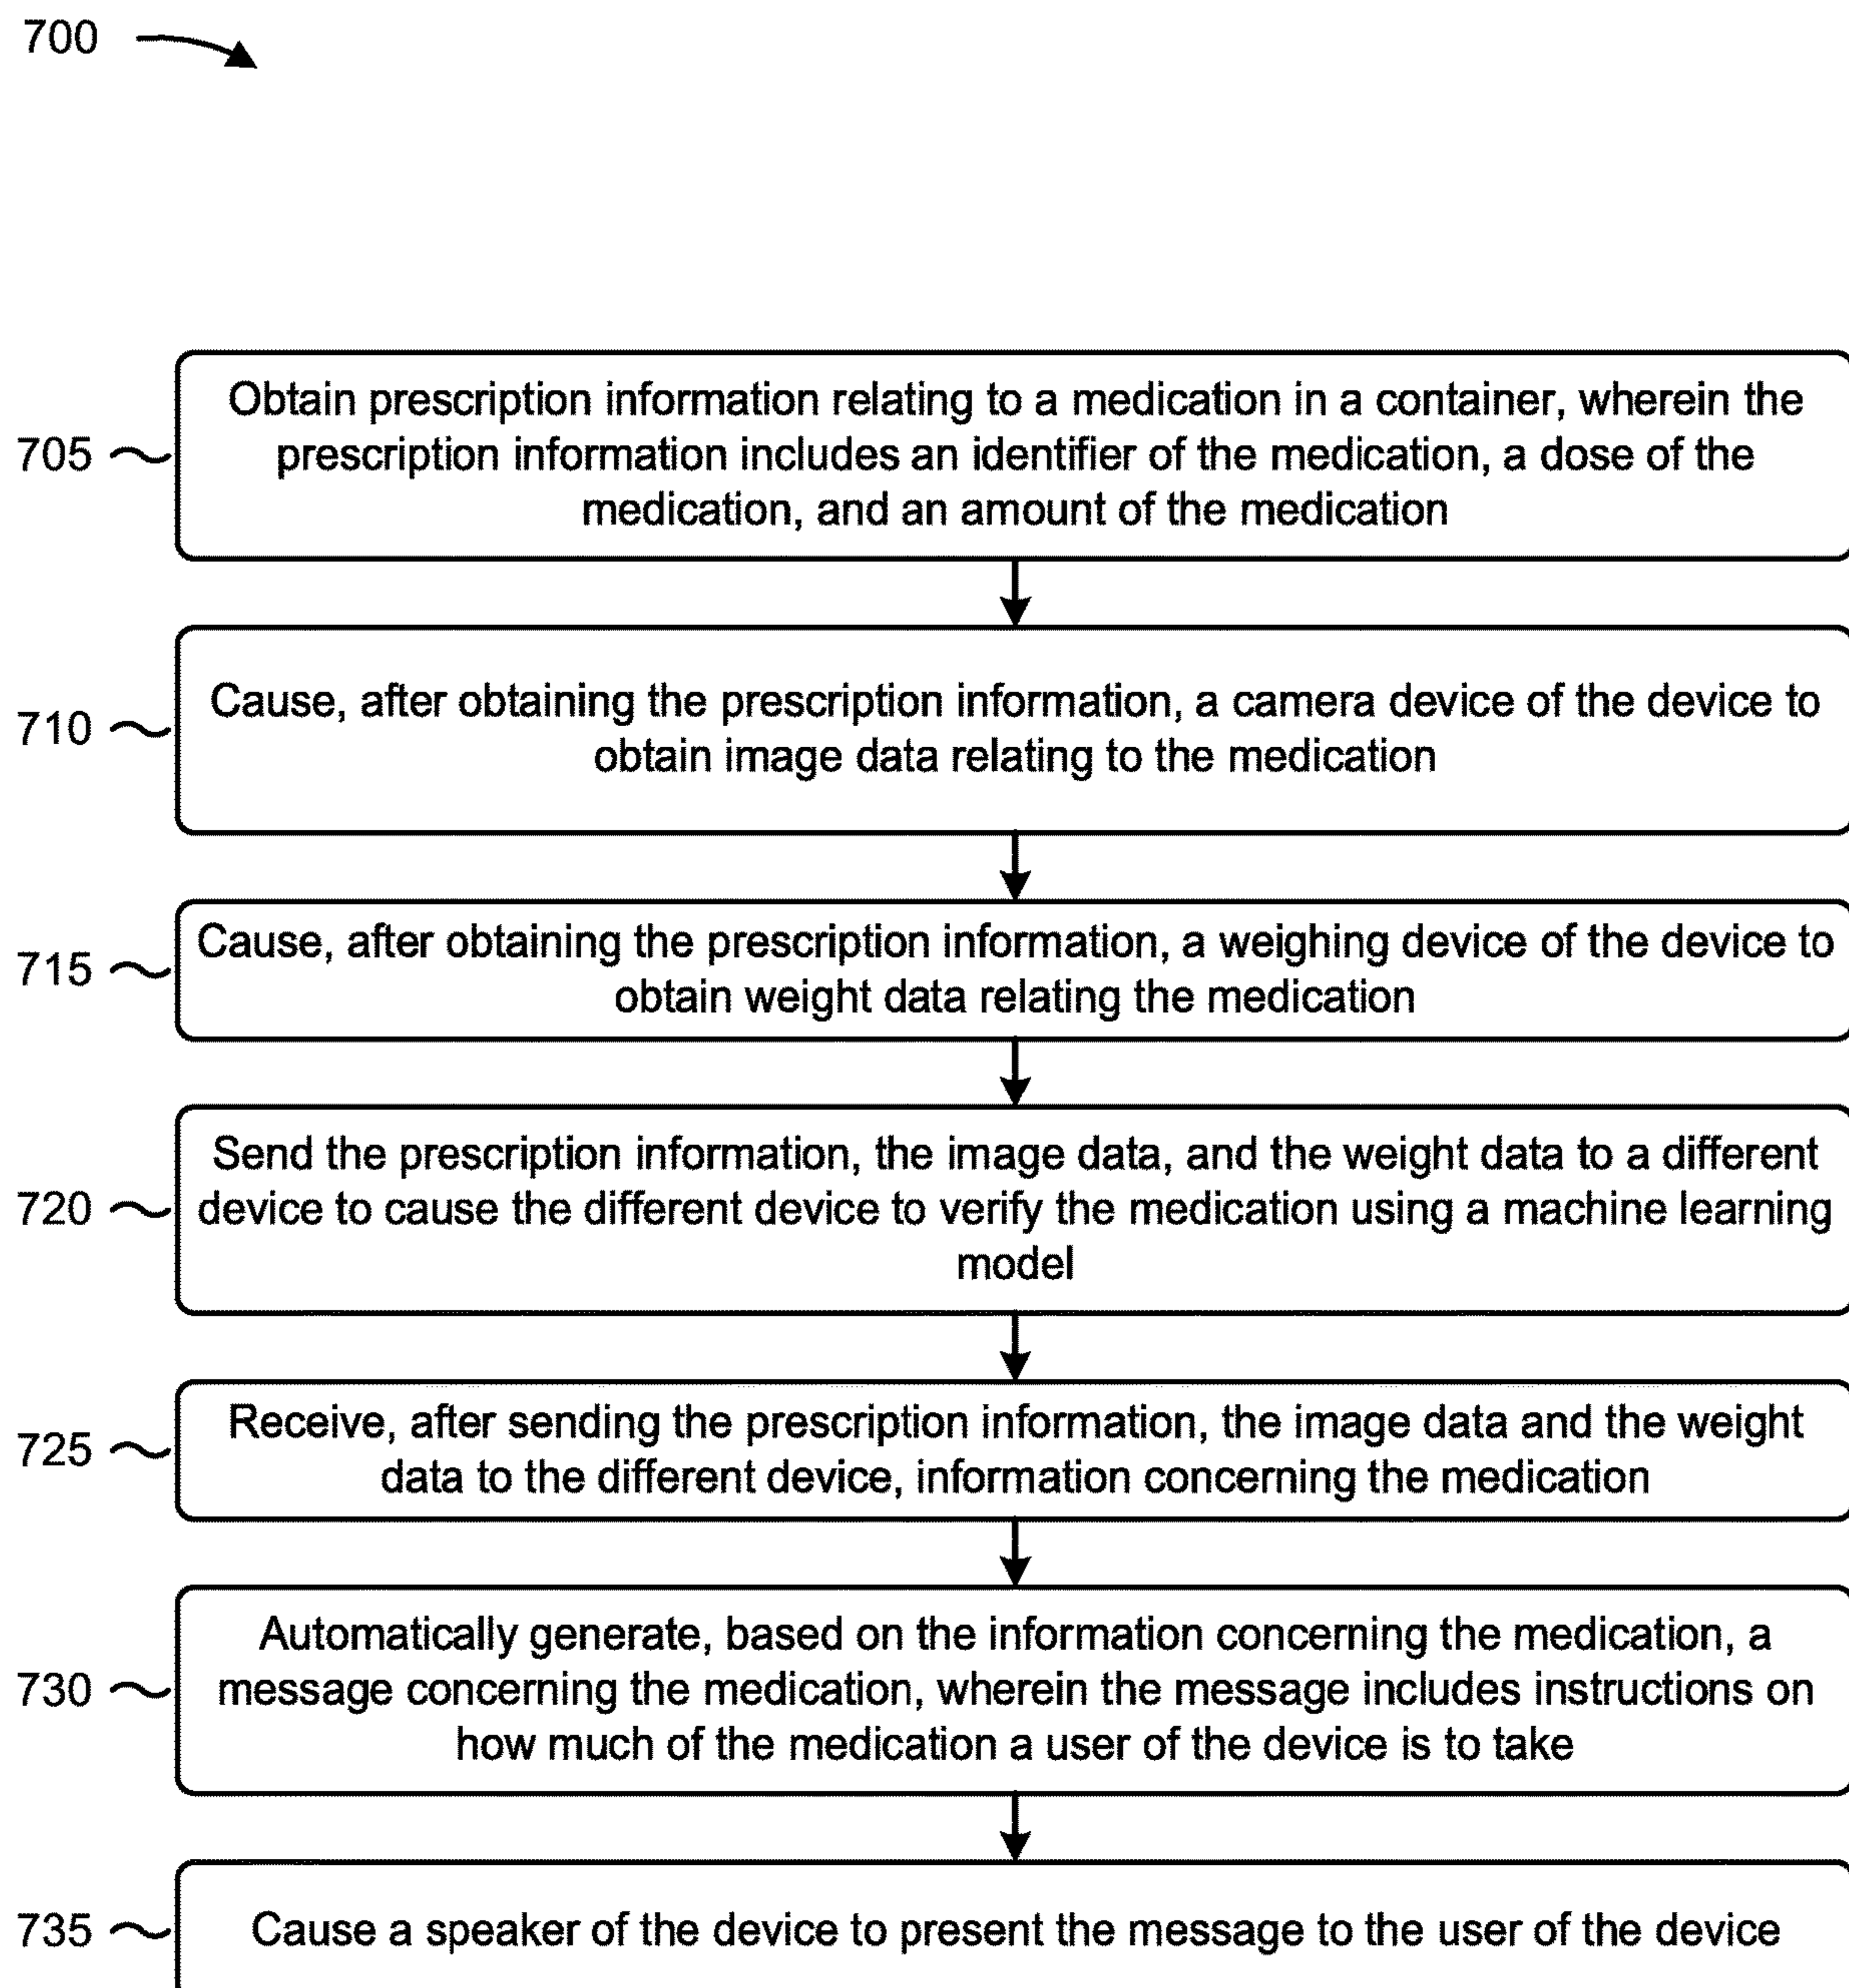 700
Obtain prescription information relating to a medication in a container, wherein the
705
prescription information includes an identifier of the medication, a dose of the
medication, and an amount of the medication
Cause, after obtaining the prescription information, a camera device of the device to
710
obtain image data relating to the medication
Cause, after obtaining the prescription information, a weighing device of the device to
715
obtain weight data relating the medication
Send the prescription information, the image data, and the weight data to a different
720
device to cause the different device to verify the medication using a machine learning
model
Receive, after sending the prescription information, the image data and the weight
725
data to the different device, information concerning the medication
Automatically generate, based on the information concerning the medication, a
730
message concerning the medication, wherein the message includes instructions on
how much of the medication a user of the device is to take
735
Cause a speaker of the device to present the message to the user of the device